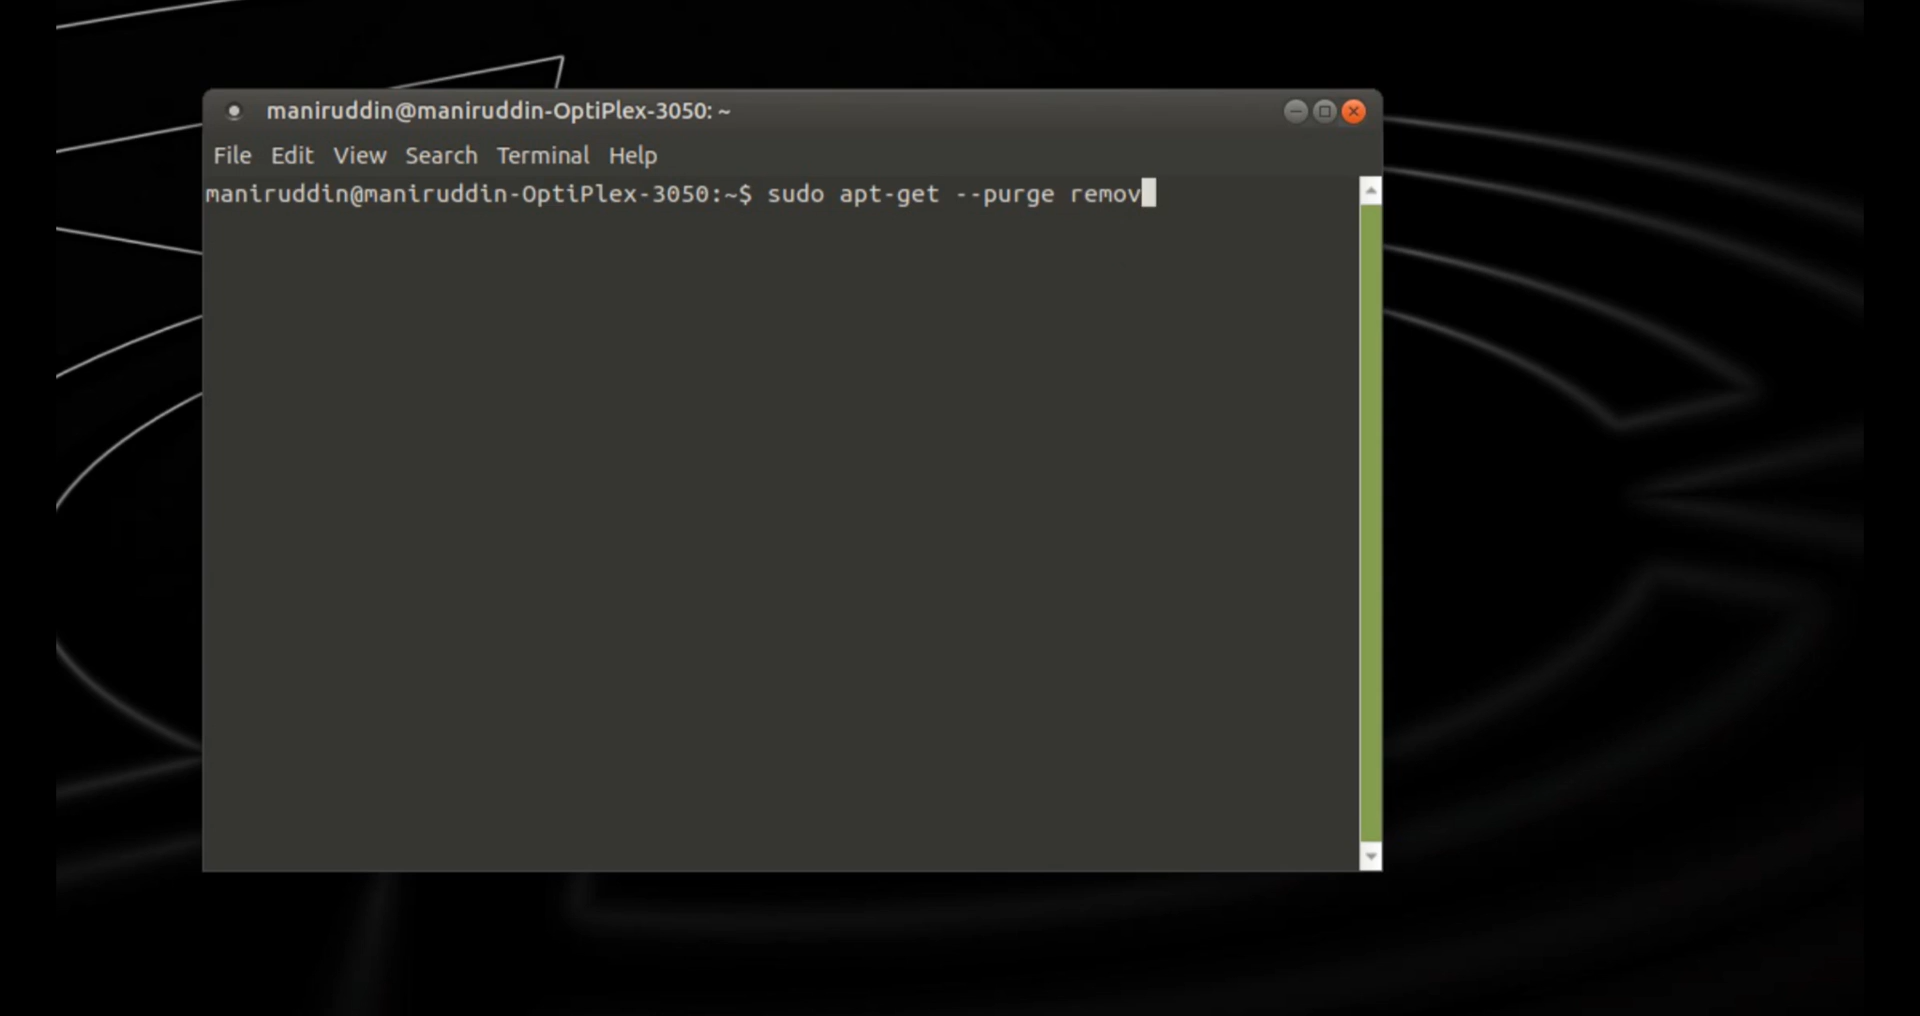 maniruddin@maniruddin-OptiPlex-3050: ~
File Edit View Search Terminal Help
maniruddin@maniruddin-OptiPlex-3050:~$ sudo apt-get --purge remov